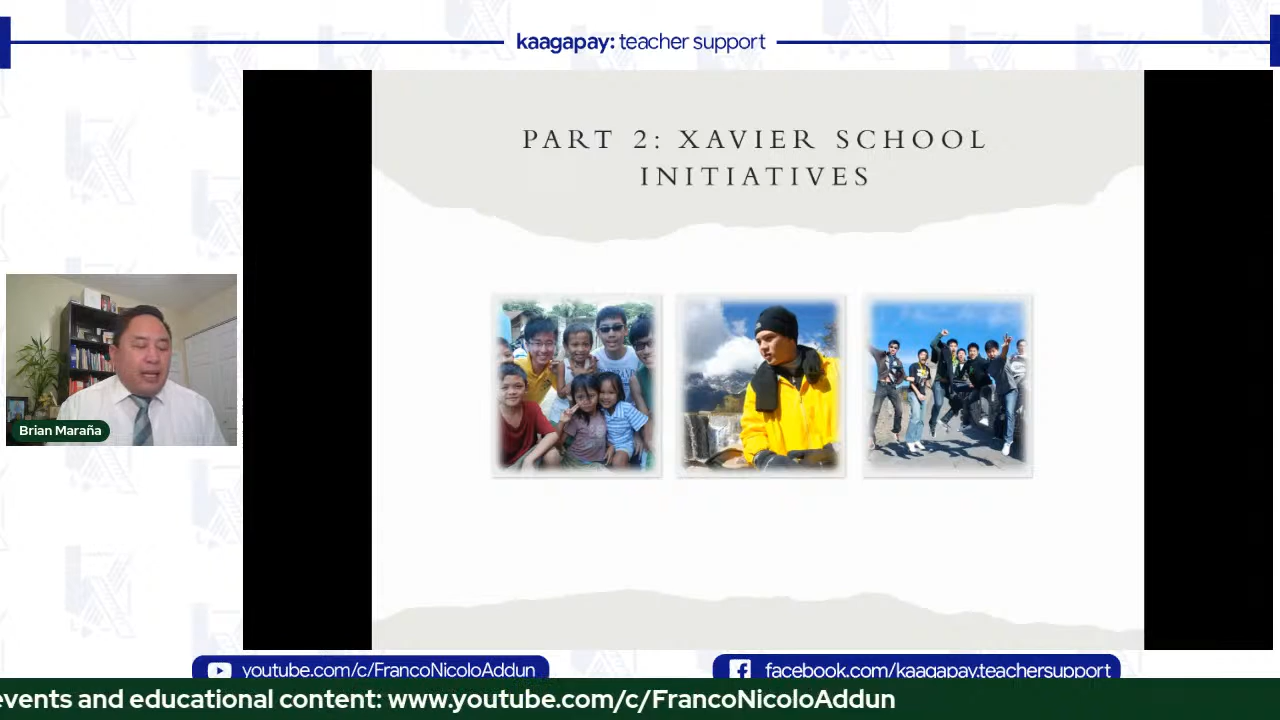 kaagapay: teacher support
PART 2: XAVIER SCHOOL
INITIATIVES
Brian Maraña
youtube.com/c/FrancoNicoloAddun
facebook.com/kaagapay.teachersupport
events and educational content: www.youtube.com/c/FrancoNicoloAddun